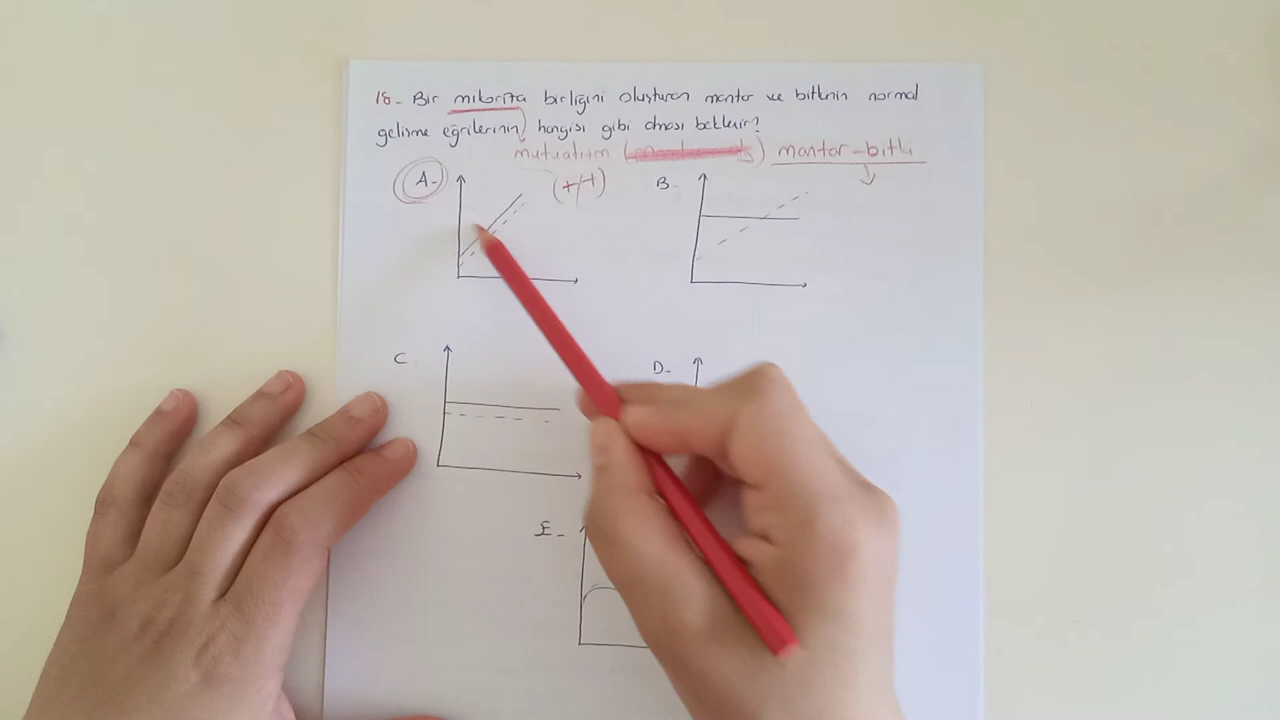 18- Bir mikoriza birliğini oluşturan mantar ve bitkinin normal
gelişme eğrilerinin hangisi gibi olması beklenir?
mutualizm ( ) mantar-bitki
(+/+)
A-
B-
C
D-
E-